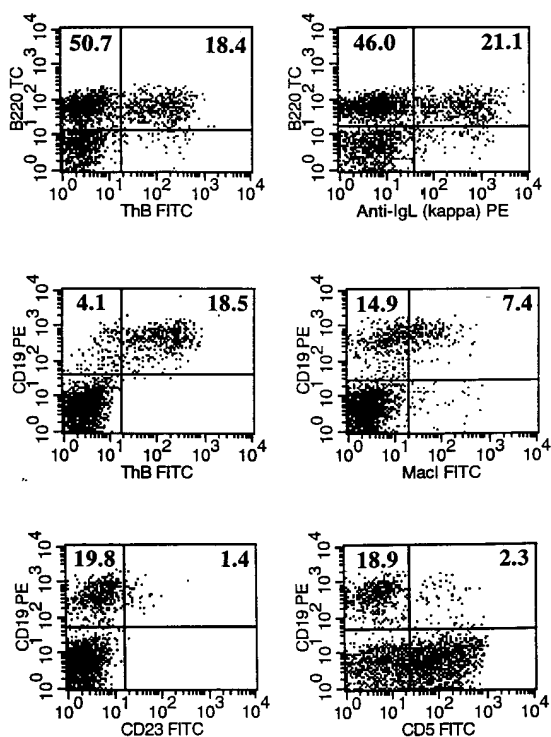 50.7 18.4
B220 TC
10^0 10^1 10^2 10^3 10^4
10^0 10^1 10^2 10^3 10^4
ThB FITC
46.0 21.1
B220 TC
10^0 10^1 10^2 10^3 10^4
10^0 10^1 10^2 10^3 10^4
Anti-IgL (kappa) PE
4.1 18.5
CD19 PE
10^0 10^1 10^2 10^3 10^4
10^0 10^1 10^2 10^3 10^4
ThB FITC
14.9 7.4
CD19 PE
10^0 10^1 10^2 10^3 10^4
10^0 10^1 10^2 10^3 10^4
MacI FITC
19.8 1.4
CD19 PE
10^0 10^1 10^2 10^3 10^4
10^0 10^1 10^2 10^3 10^4
CD23 FITC
18.9 2.3
CD19 PE
10^0 10^1 10^2 10^3 10^4
10^0 10^1 10^2 10^3 10^4
CD5 FITC